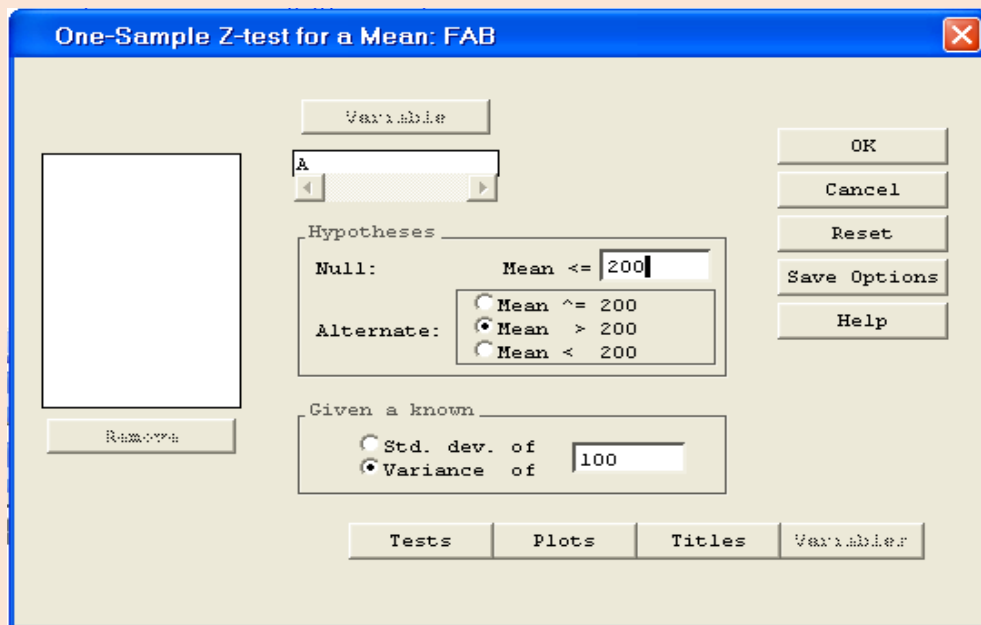 One-Sample Z-test for a Mean: FAB
Variable
A
OK
Cancel
Reset
Save Options
Help
Hypotheses
Null: Mean <= 200
Alternate:
Mean ^= 200
Mean > 200
Mean < 200
Remove
Given a known
Std. dev. of
Variance of
100
Tests
Plots
Titles
Variables